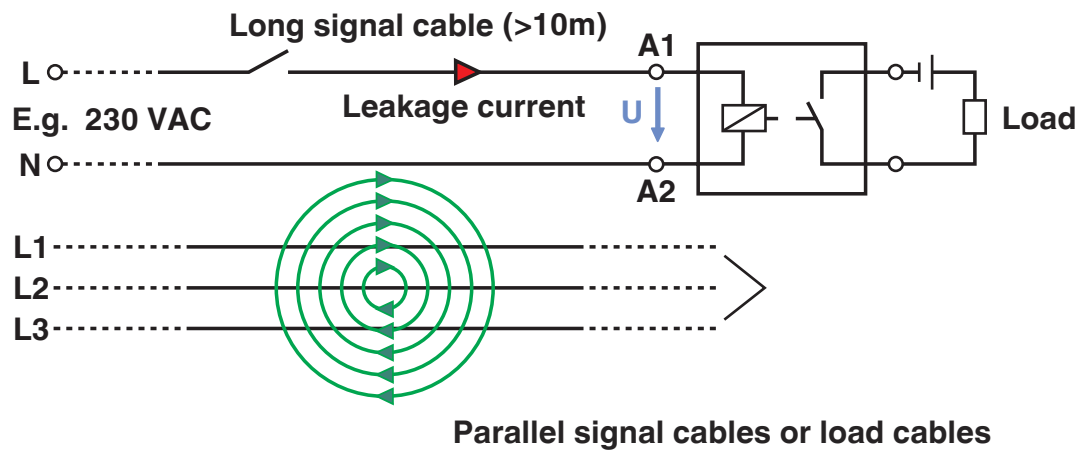 Long signal cable (>10m)
A1
L
Leakage current
U
E.g. 230 VAC
Load
N
A2
L1
L2
L3
Parallel signal cables or load cables